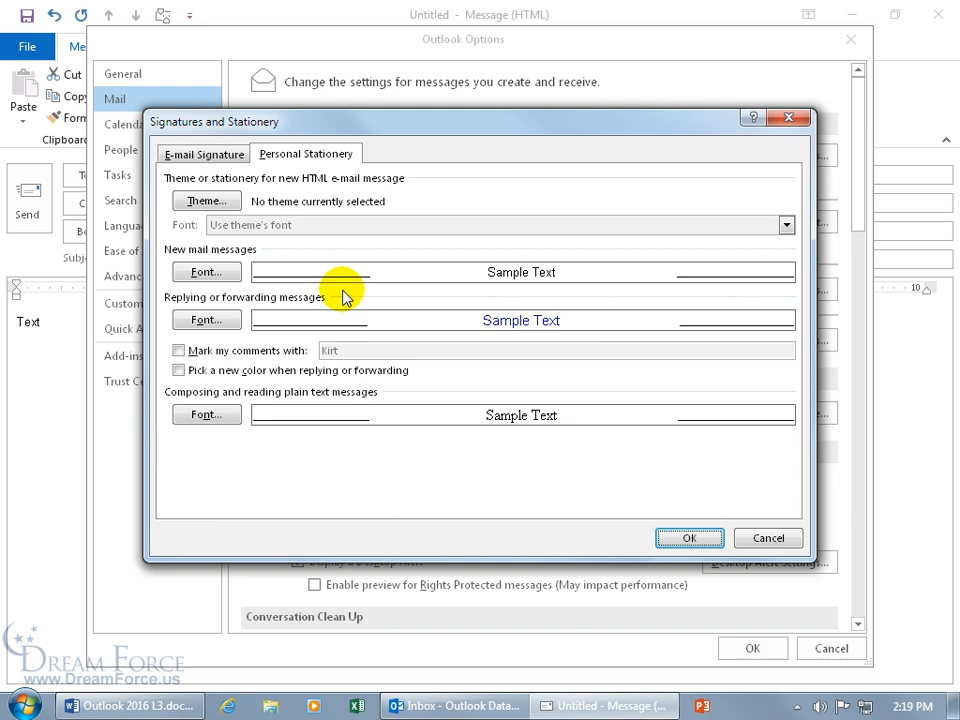 Untitled - Message (HTML)
Outlook Options
File
Me
Cut
Copy
Form
Paste
Clipboard
Send
Text
General
Mail
People
Tasks
Search
Ease of
Trust
Change the settings for messages you create and receive.
Signatures and Stationery
E-mail Signature
Personal Stationery
Theme or stationery for new HTML e-mail message
Theme...
No theme currently selected
Font:
Use theme's font
New mail messages
Font...
Sample Text
Replying or forwarding messages
Font...
Sample Text
Mark my comments with:
Kirt
Pick a new color when replying or forwarding
Composing and reading plain text messages
Font...
Sample Text
OK
Cancel
10
Enable preview for Rights Protected messages (May impact performance)
Conversation Clean Up
OK
Cancel
DREAM FORCE
www.DreamForce.us
Outlook 2016 L3.doc...
Inbox - Outlook Data...
Untitled - Message (...
2:19 PM